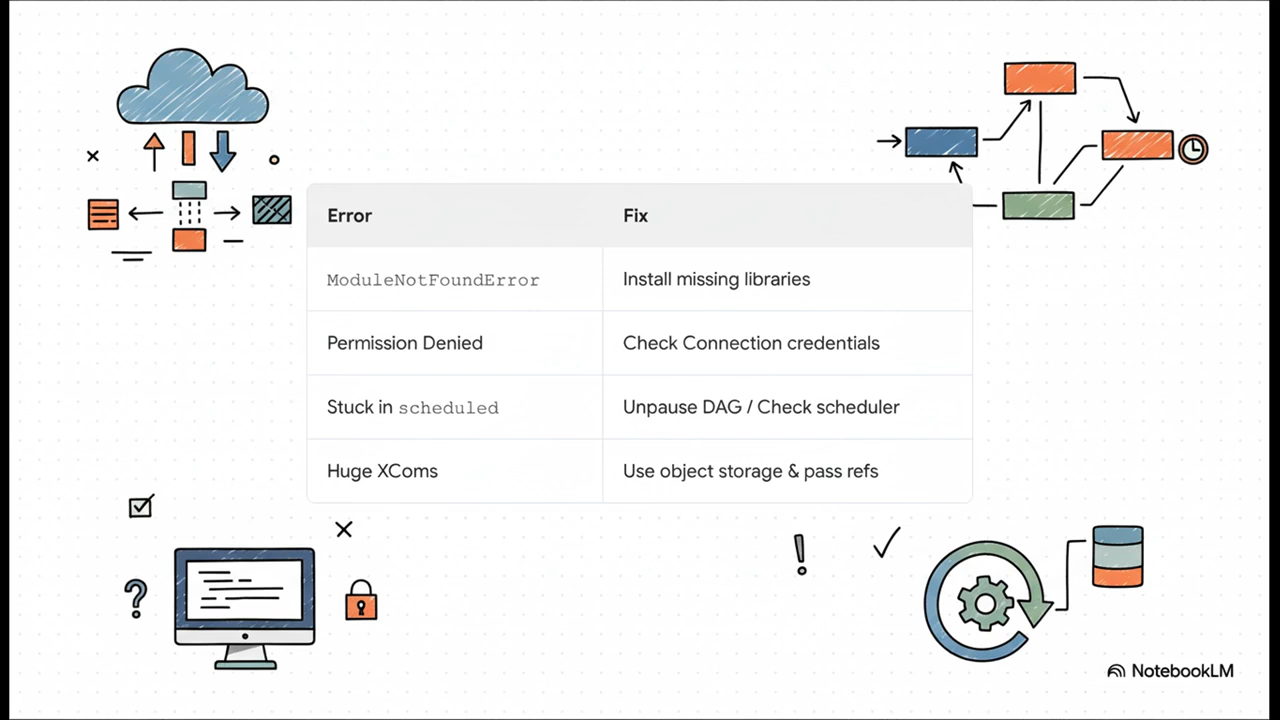 Error Fix
ModuleNotFoundError Install missing libraries
Permission Denied Check Connection credentials
Stuck in scheduled Unpause DAG / Check scheduler
Huge XComs Use object storage & pass refs
NotebookLM